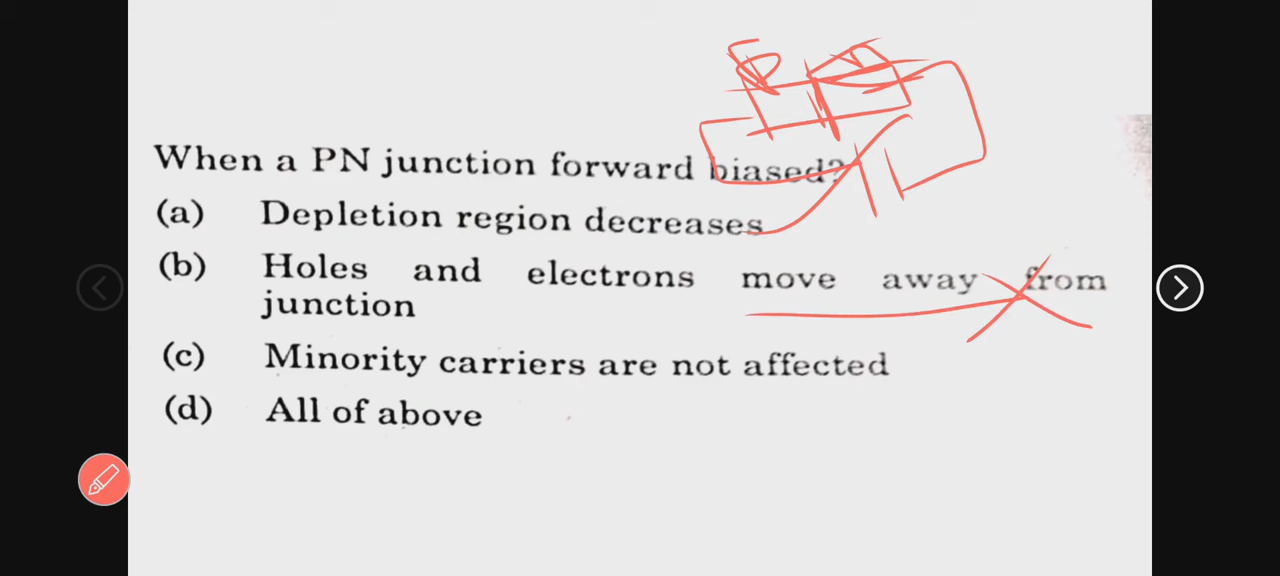 P N
When a PN junction forward biased?
(a) Depletion region decreases
(b) Holes and electrons move away from
junction
(c) Minority carriers are not affected
(d) All of above